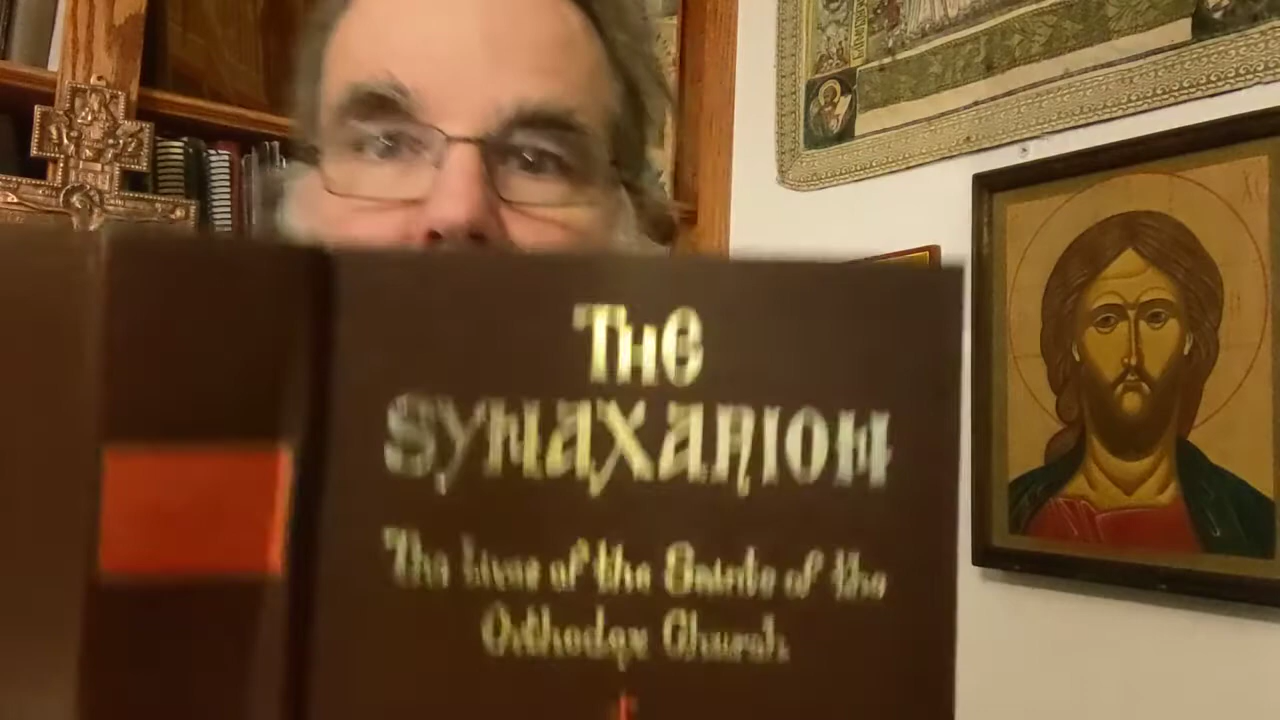 THE
SYNAXARION
The Lives of the Saints of the
Orthodox Church